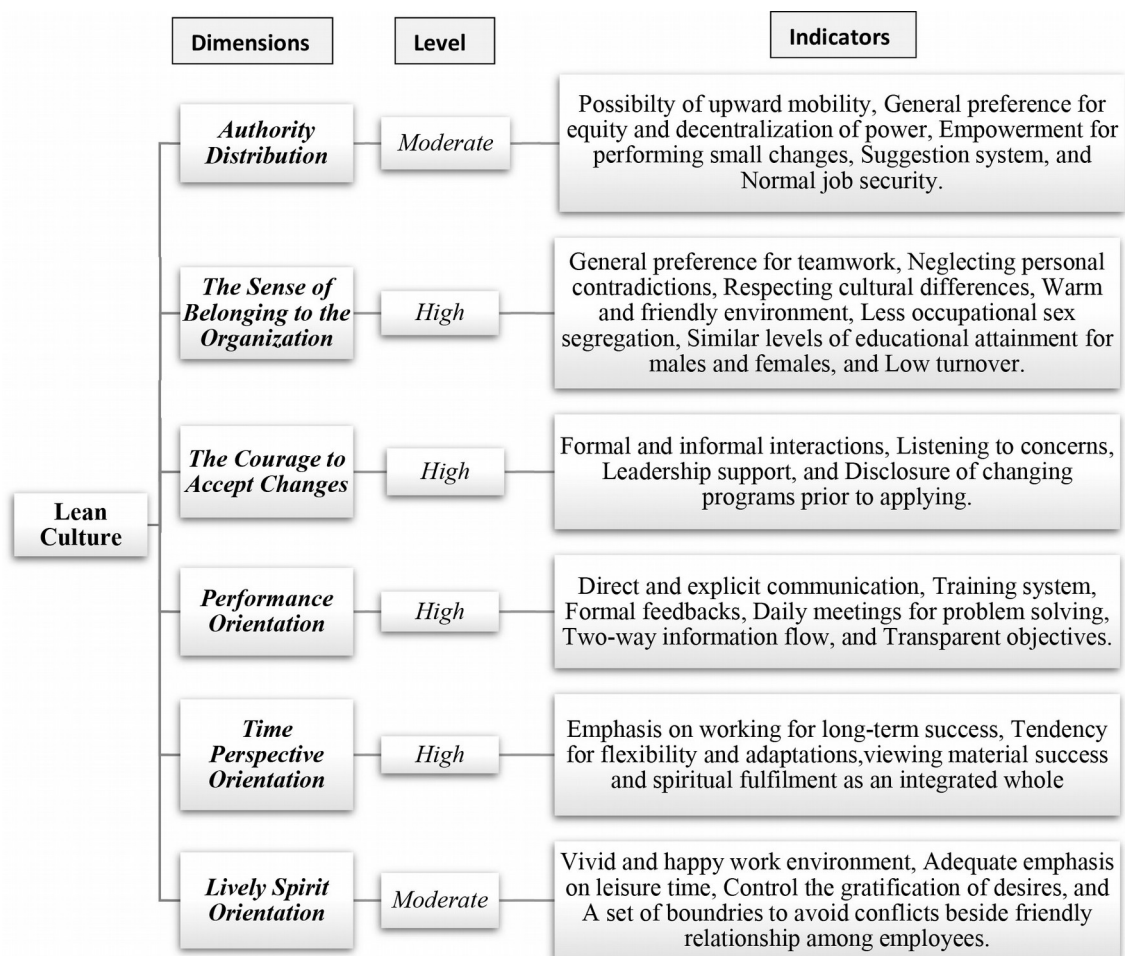 Dimensions
Level
Indicators
Authority
Distribution
Moderate
Possibilty of upward mobility, General preference for
equity and decentralization of power, Empowerment for
performing small changes, Suggestion system, and
Normal job security.
The Sense of
Belonging to the
Organization
High
General preference for teamwork, Neglecting personal
contradictions, Respecting cultural differences, Warm
and friendly environment, Less occupational sex
segregation, Similar levels of educational attainment for
males and females, and Low turnover.
The Courage to
Accept Changes
High
Formal and informal interactions, Listening to concerns,
Leadership support, and Disclosure of changing
programs prior to applying.
Lean
Culture
Performance
Orientation
High
Direct and explicit communication, Training system,
Formal feedbacks, Daily meetings for problem solving,
Two-way information flow, and Transparent objectives.
Time
Perspective
Orientation
High
Emphasis on working for long-term success, Tendency
for flexibility and adaptations,viewing material success
and spiritual fulfilment as an integrated whole
Lively Spirit
Orientation
Moderate
Vivid and happy work environment, Adequate emphasis
on leisure time, Control the gratification of desires, and
A set of boundries to avoid conflicts beside friendly
relationship among employees.